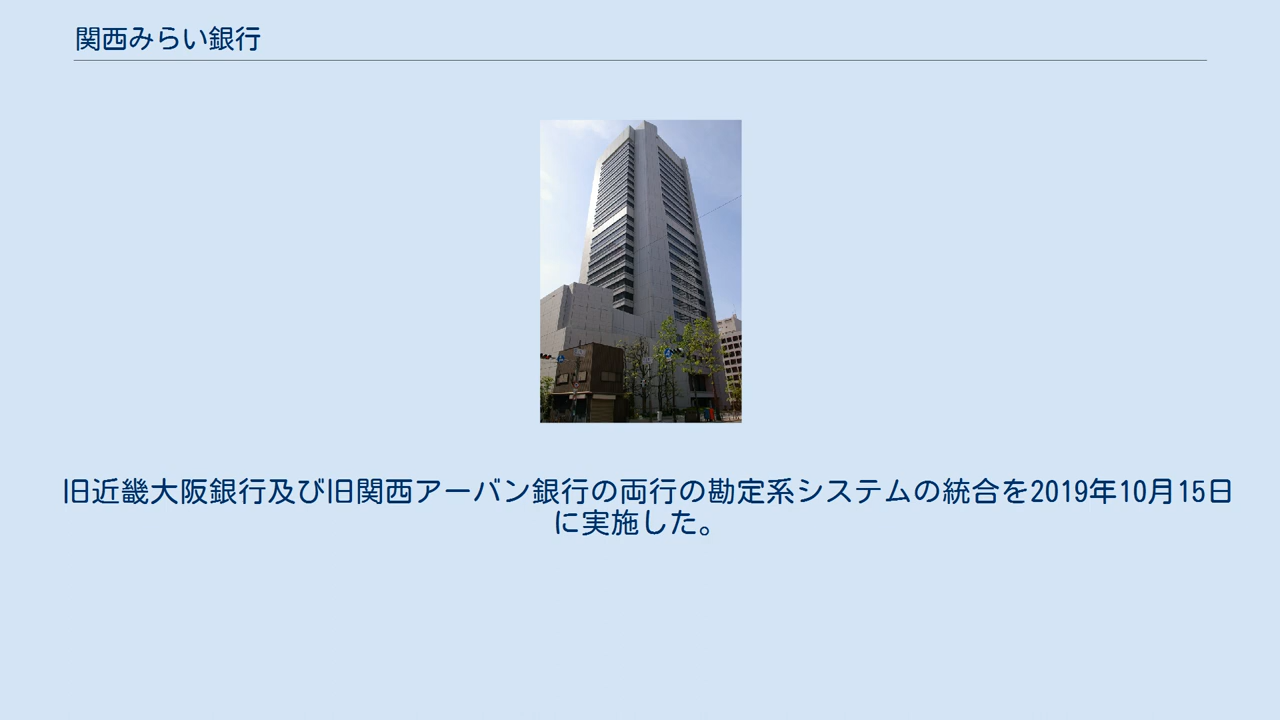 関西みらい銀行
旧近畿大阪銀行及び旧関西アーバン銀行の両行の勘定系システムの統合を2019年10月15日
に実施した。